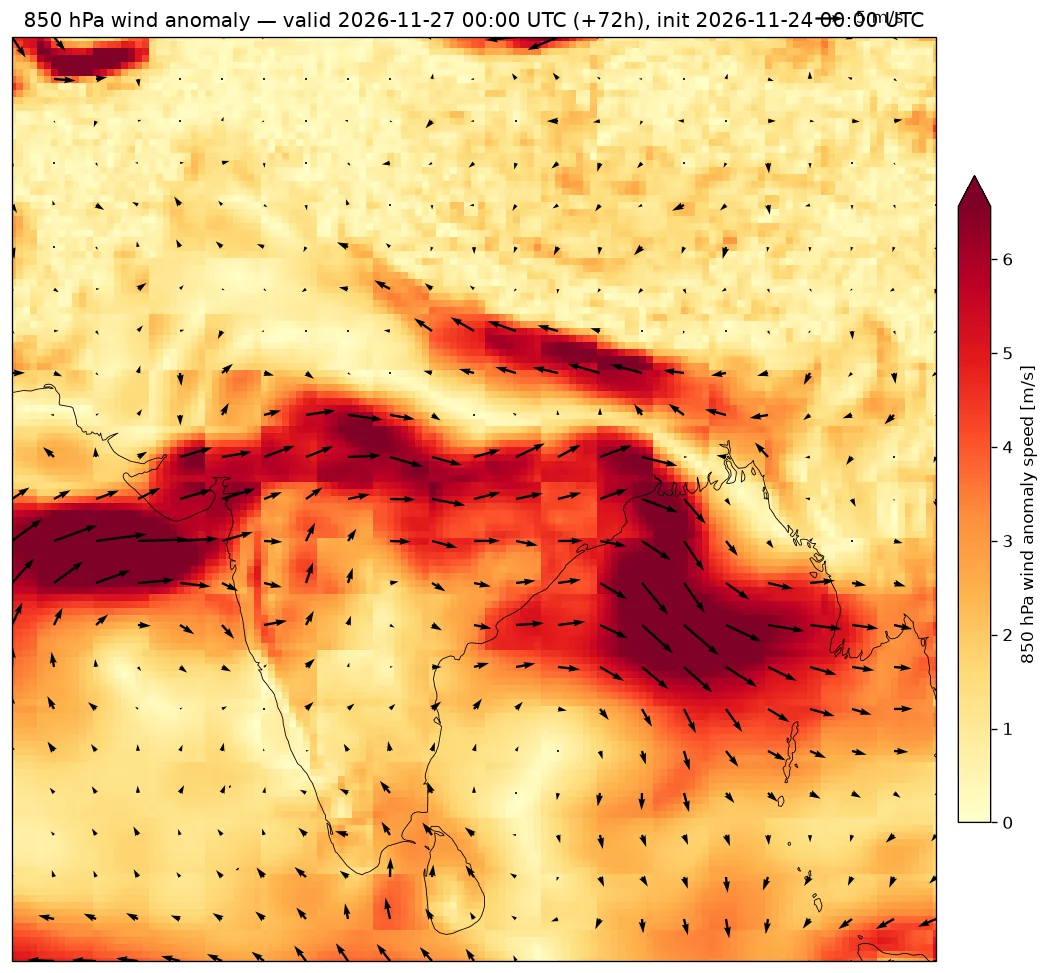 850 hPa wind anomaly — valid 2026-11-27 00:00 UTC (+72h), init 2026-11-24 00:00 UTC
5 m/s
6
5
4
3
2
1
0
850 hPa wind anomaly speed [m/s]